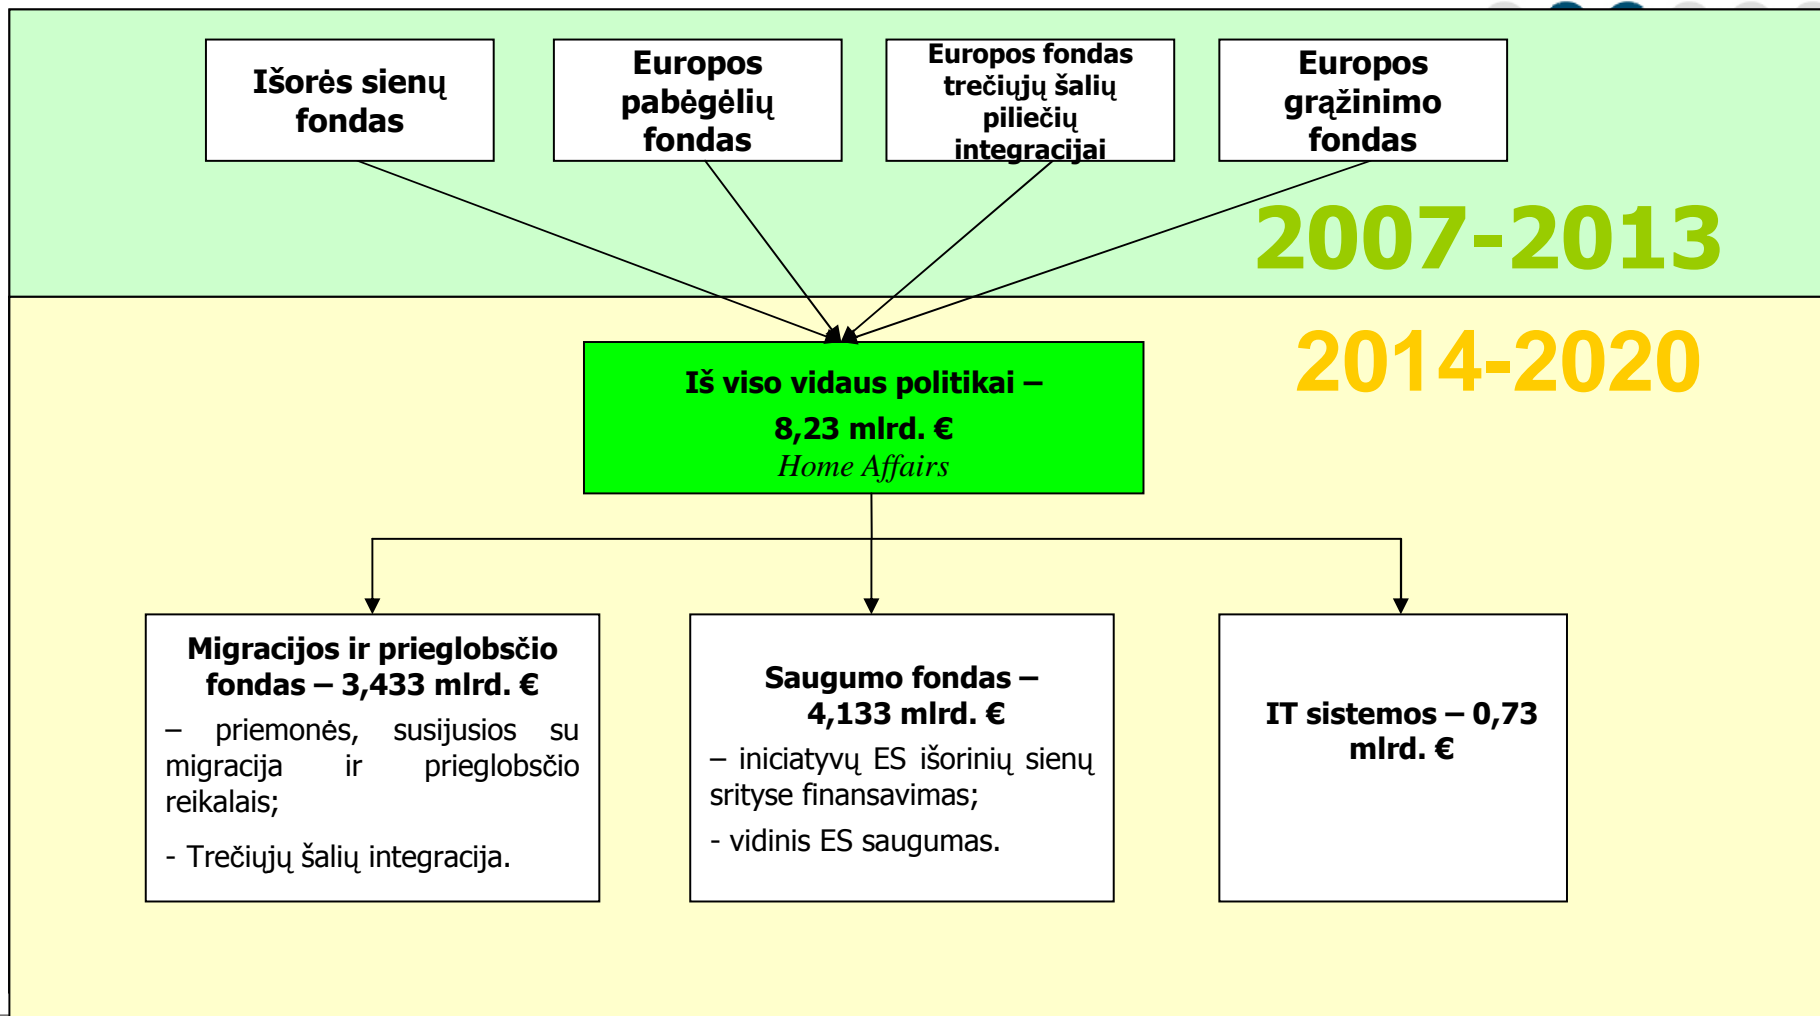 Išorės sienų
fondas
Europos
pabėgėlių
fondas
Europos fondas
trečiųjų šalių
piliečių
integracijai
Europos
grąžinimo
fondas
2007-2013
2014-2020
Iš viso vidaus politikai –
8,23 mlrd. €
Home Affairs
Migracijos ir prieglobsčio
fondas – 3,433 mlrd. €
– priemonės, susijusios su
migracija ir prieglobsčio
reikalais;
- Trečiųjų šalių integracija.
Saugumo fondas –
4,133 mlrd. €
– iniciatyvų ES išorinių sienų
srityse finansavimas;
- vidinis ES saugumas.
IT sistemos – 0,73
mlrd. €